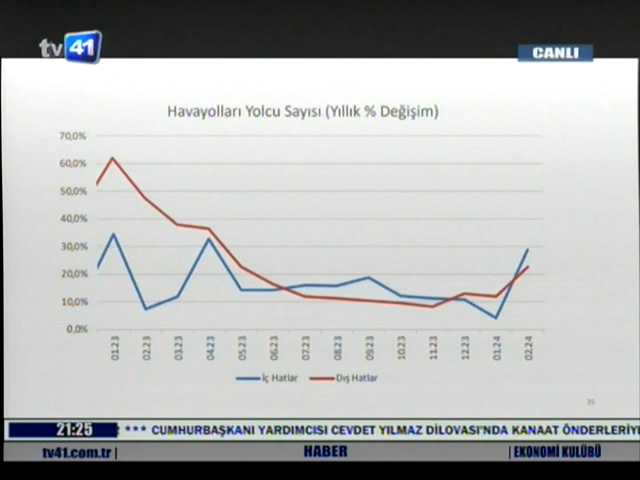 tv 41
CANLI
Havayolları Yolcu Sayısı (Yıllık % Değişim)
70,0%
60,0%
50,0%
40,0%
30,0%
20,0%
10,0%
0,0%
01.23 02.23 03.23 04.23 05.23 06.23 07.23 08.23 09.23 10.23 11.23 12.23 01.24 02.24
İç Hatlar Dış Hatlar
35
21:25 *** CUMHURBAŞKANI YARDIMCISI CEVDET YILMAZ DİLOVASI'NDA KANAAT ÖNDERLERİYL
tv41.com.tr | HABER | EKONOMİ KULÜBÜ